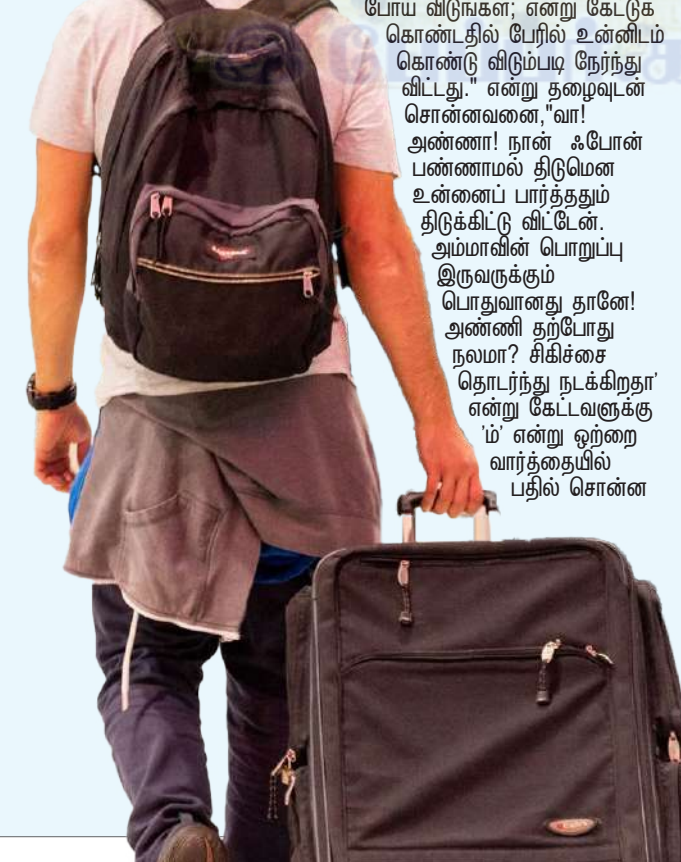 போய் விடுங்கள்; என்று கேட்டுக்
கொண்டதில் பேரில் உன்னிடம்
கொண்டு விடும்படி நேர்ந்து
விட்டது." என்று தழைவுடன்
சொன்னவனை,"வா!
அண்ணா! நான் ஃபோன்
பண்ணாமல் திடுமென
உன்னைப் பார்த்ததும்
திடுக்கிட்டு விட்டேன்.
அம்மாவின் பொறுப்பு
இருவருக்கும்
பொதுவானது தானே!
அண்ணி தற்போது
நலமா? சிகிச்சை
தொடர்ந்து நடக்கிறதா'
என்று கேட்டவளுக்கு
'ம்' என்று ஒற்றை
வார்த்தையில்
பதில் சொன்ன